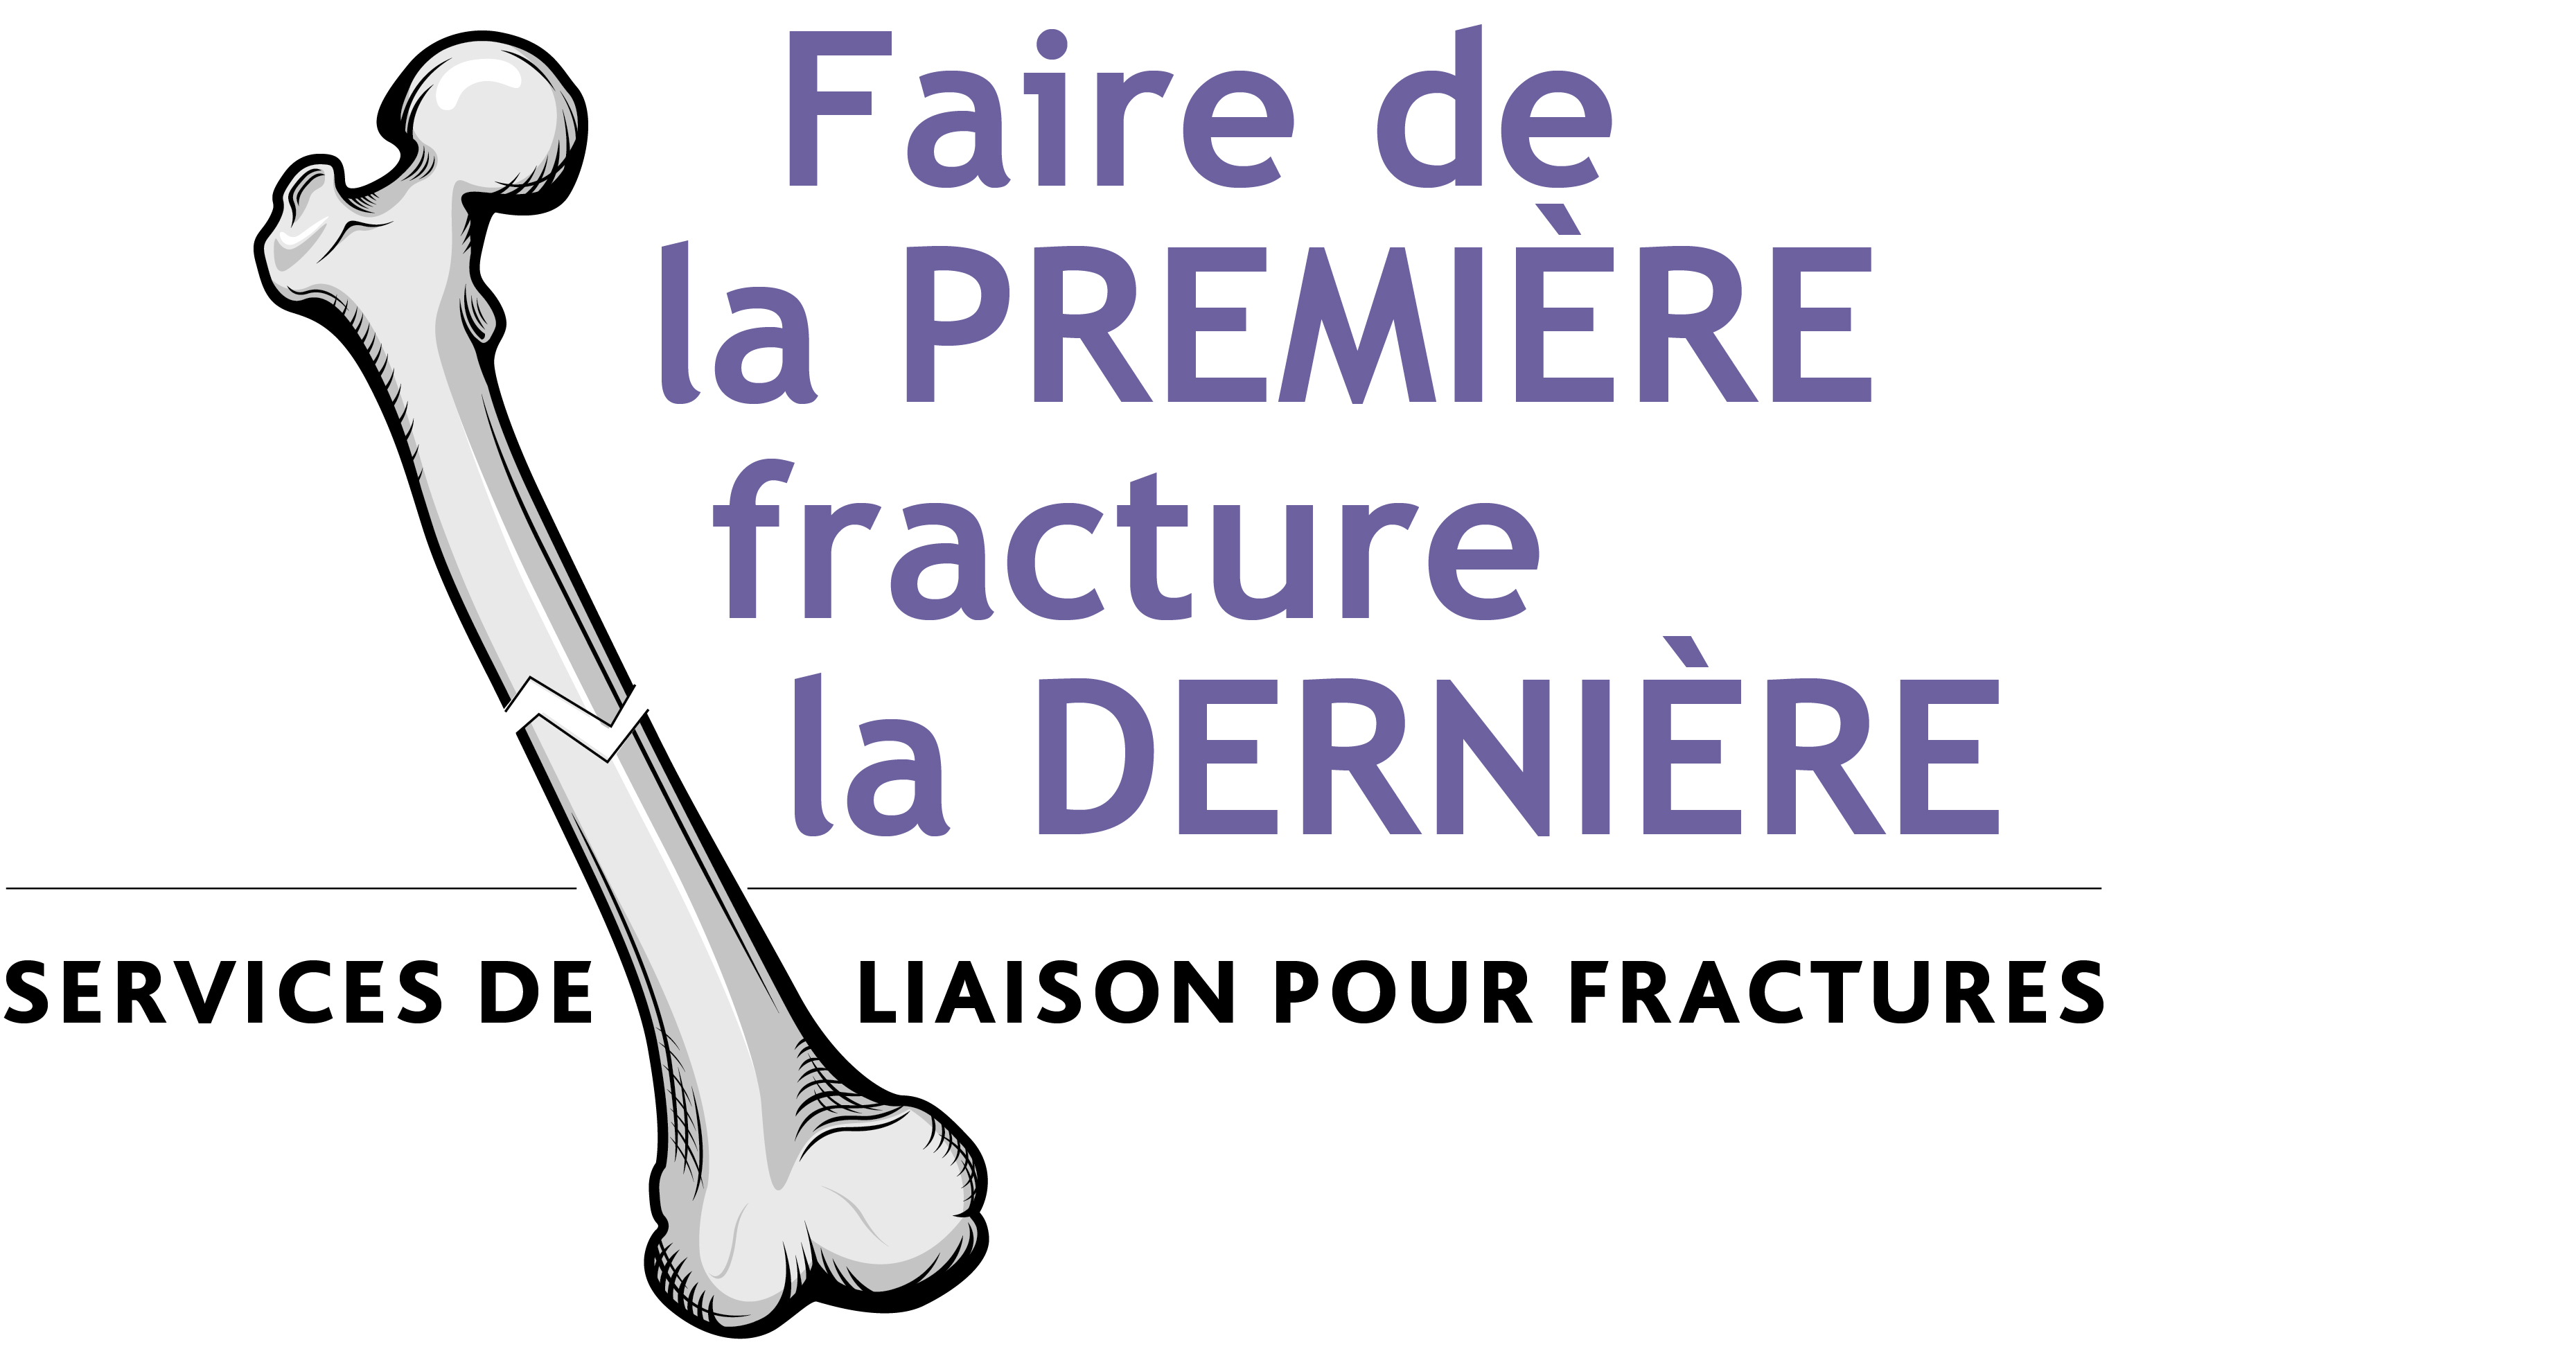 Faire de
la PREMIÈRE
fracture
la DERNIÈRE
SERVICES DE LIAISON POUR FRACTURES